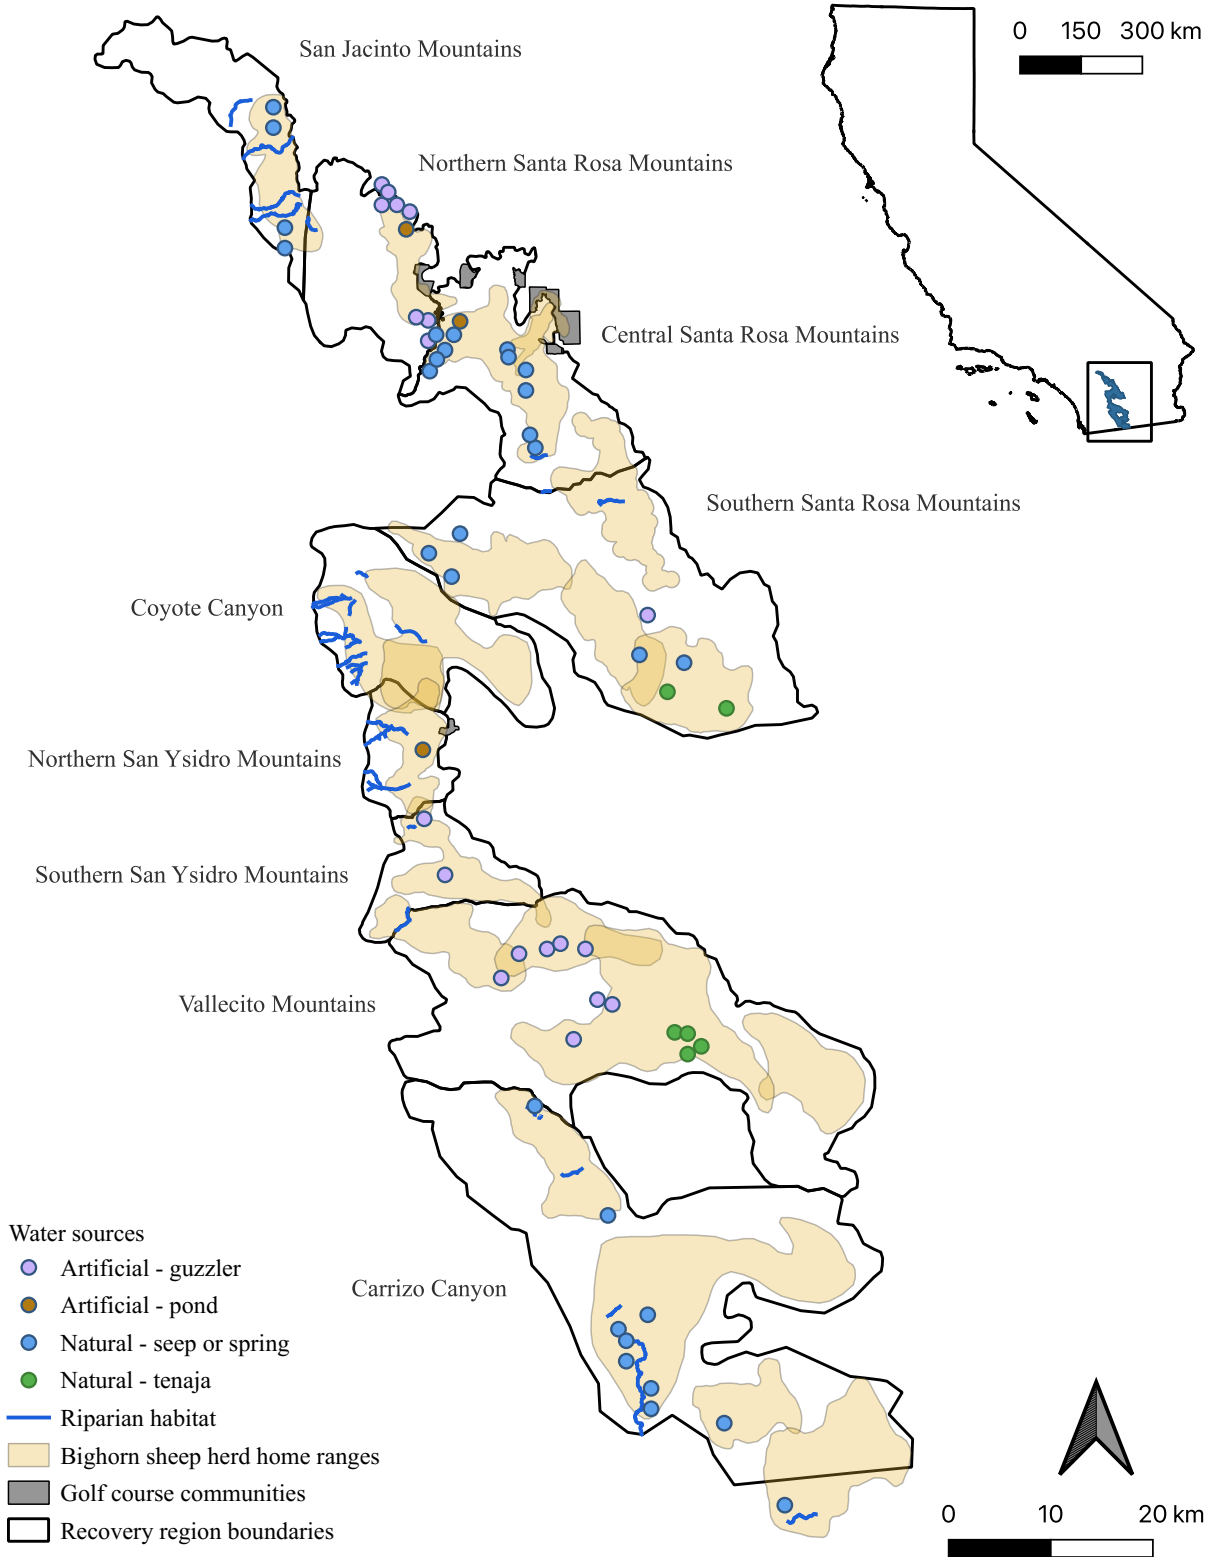 San Jacinto Mountains
0 150 300 km
Northern Santa Rosa Mountains
Central Santa Rosa Mountains
Southern Santa Rosa Mountains
Coyote Canyon
Northern San Ysidro Mountains
Southern San Ysidro Mountains
Vallecito Mountains
Carrizo Canyon
Water sources
Artificial - guzzler
Artificial - pond
Natural - seep or spring
Natural - tenaja
Riparian habitat
Bighorn sheep herd home ranges
Golf course communities
Recovery region boundaries
0 10 20 km